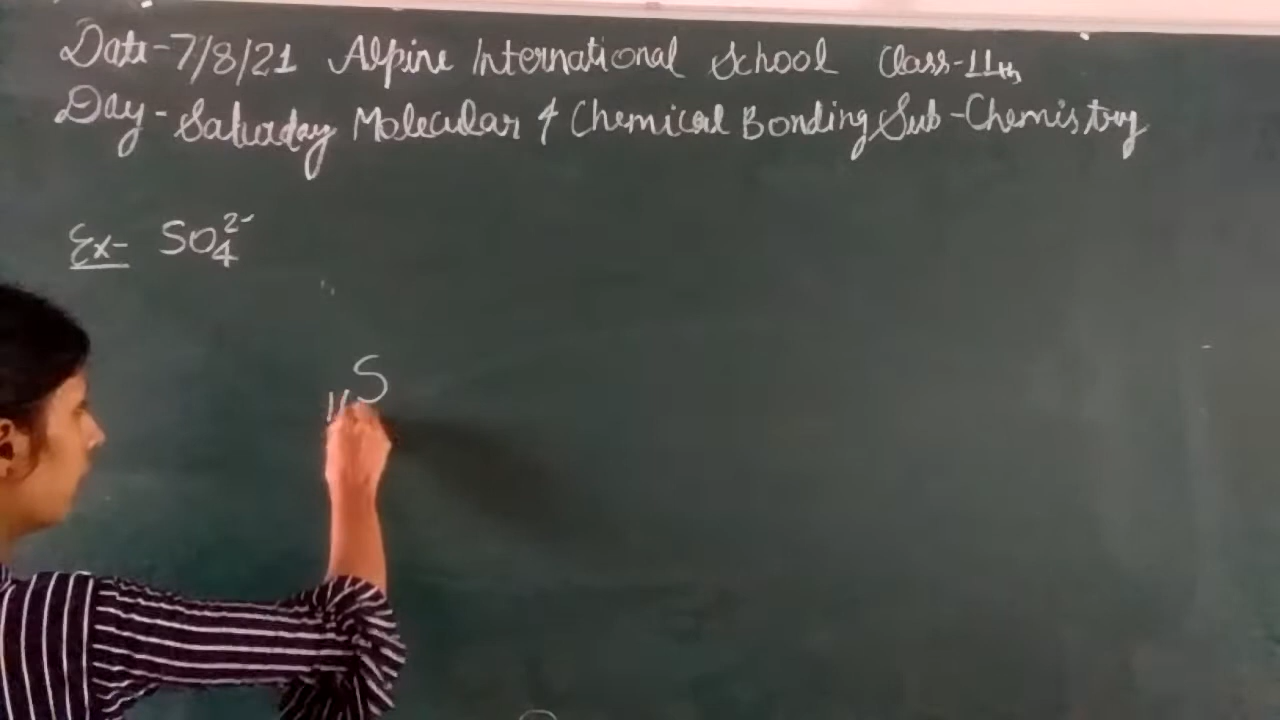 Date-7/8/21 Alpine International School Class-11th
Day-Saturday Molecular & Chemical Bonding Sub-Chemistry
Ex- SO₄²⁻
S